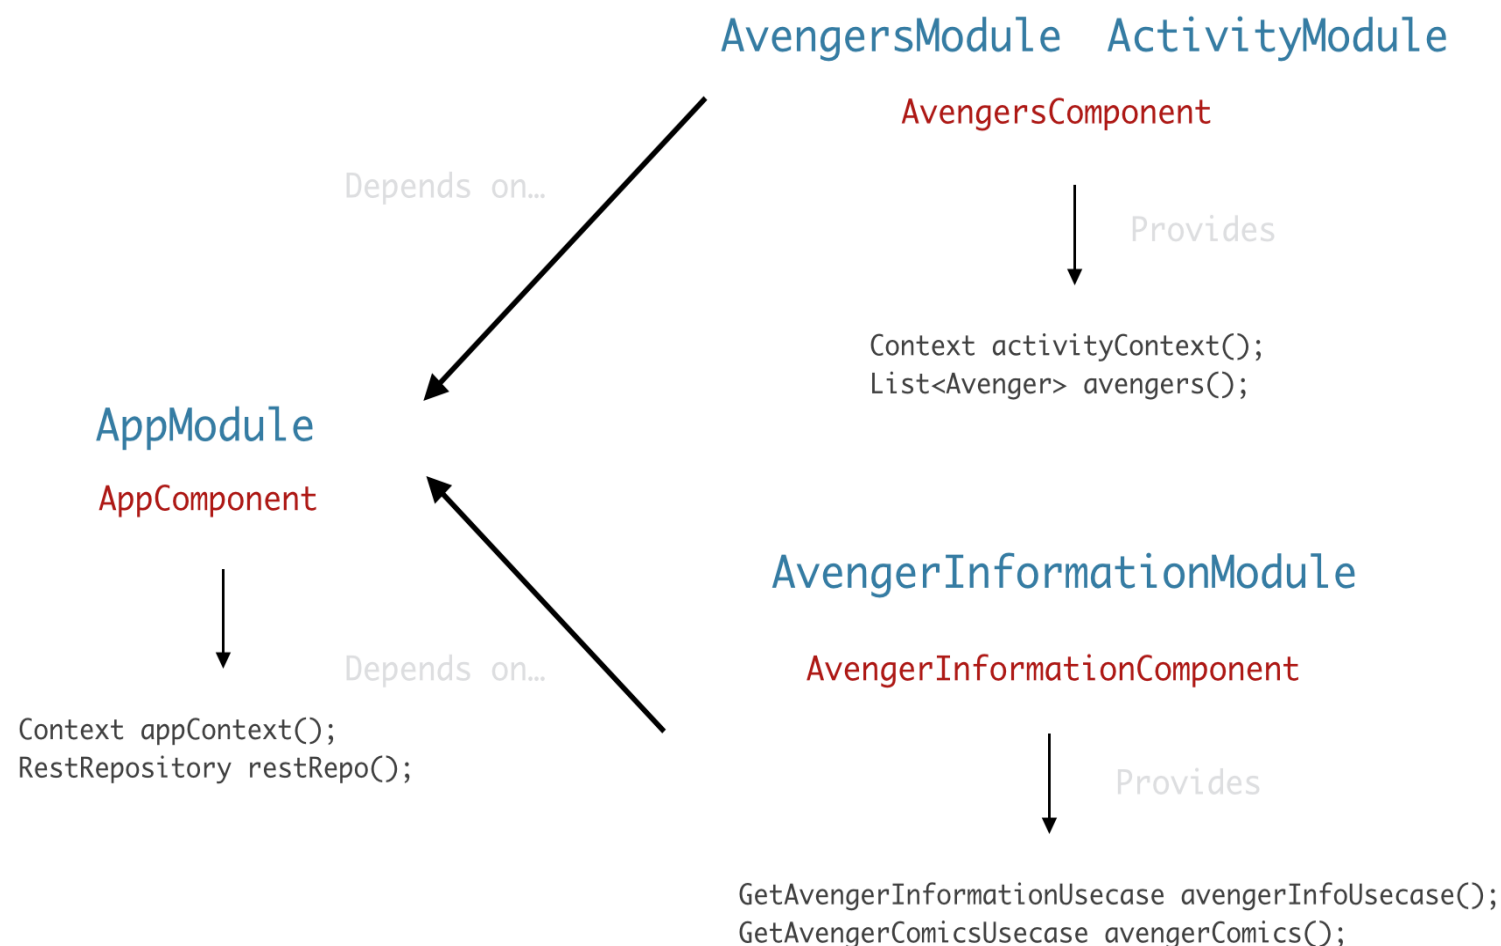 AvengersModule ActivityModule
AvengersComponent
Depends on…
Provides
Context activityContext();
List<Avenger> avengers();
AppModule
AppComponent
Depends on…
Context appContext();
RestRepository restRepo();
AvengerInformationModule
AvengerInformationComponent
Provides
GetAvengerInformationUsecase avengerInfoUsecase();
GetAvengerComicsUsecase avengerComics();